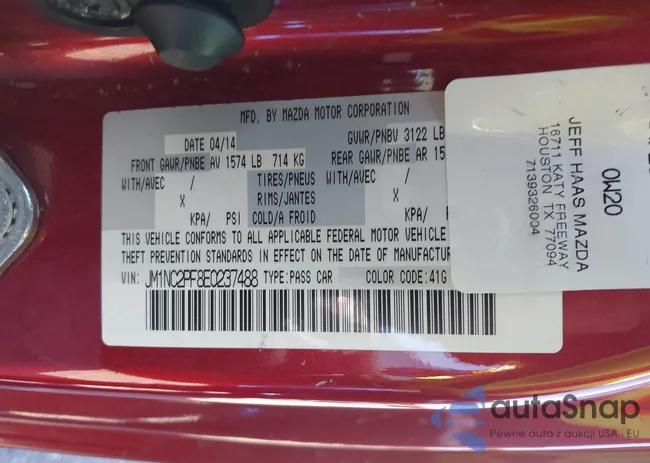 MFD. BY MAZDA MOTOR CORPORATION
DATE 04/14 GVWR/PNBV 3122 LB
FRONT GAWR/PNBE AV 1574 LB 714 KG REAR GAWR/PNBE AR 15
WITH/AVEC / TIRES/PNEUS WITH/AVEC /
X RIMS/JANTES X
KPA/ PSI COLD/A FROID KPA/
THIS VEHICLE CONFORMS TO ALL APPLICABLE FEDERAL MOTOR VEHICLE
THEFT PREVENTION STANDARDS IN EFFECT ON THE DATE OF MANUFACTUR
VIN: JM1NC2PF8E0237488 TYPE:PASS CAR COLOR CODE:41G
0W20
JEFF HAAS MAZDA
16711 KATY FREEWAY
HOUSTON TX 77094
7139326004
autaSnap
Pewne auta z aukcji USA i EU